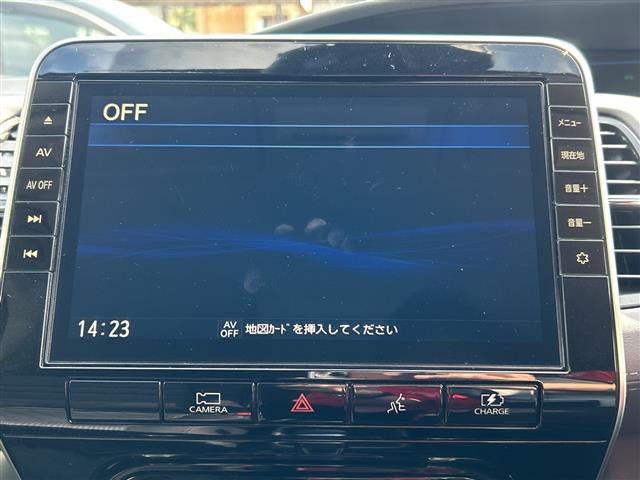 OFF
AV
AV OFF
メニュー
現在地
音量＋
音量－
14:23
AV OFF 地図ｶｰﾄﾞを挿入してください
CAMERA
CHARGE